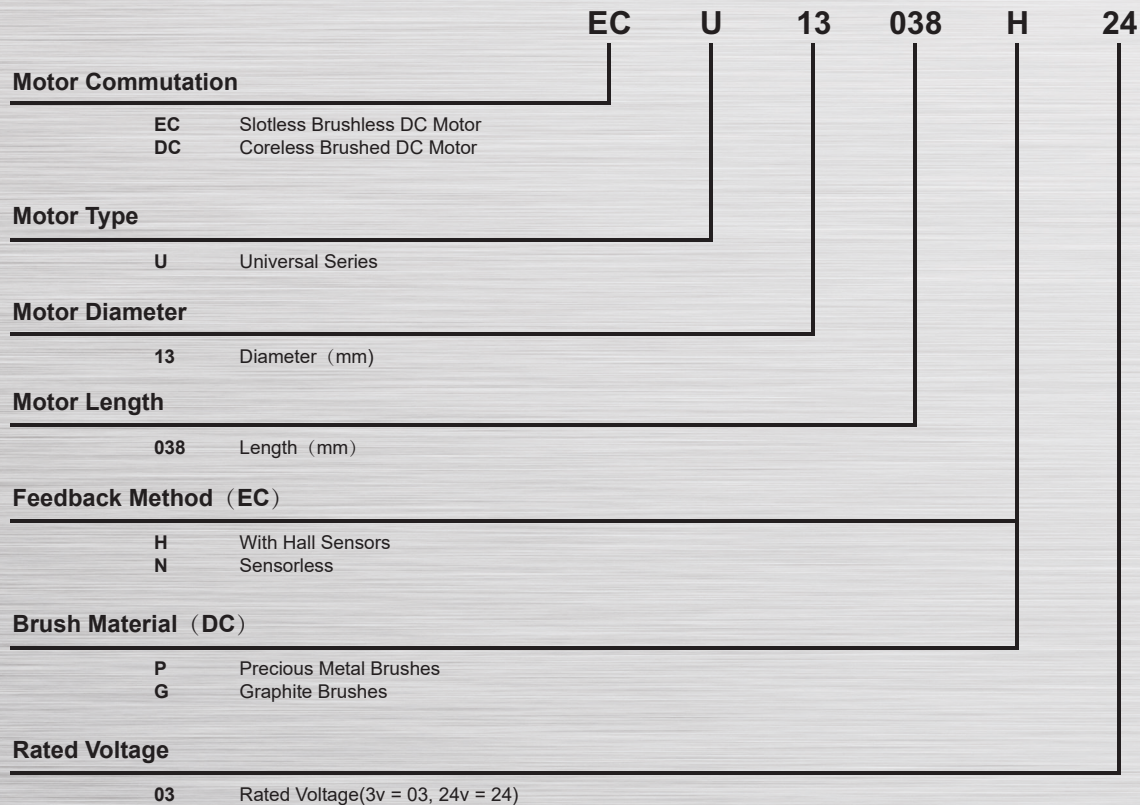 EC U 13 038 H 24
Motor Commutation
EC Slotless Brushless DC Motor
DC Coreless Brushed DC Motor
Motor Type
U Universal Series
Motor Diameter
13 Diameter（mm)
Motor Length
038 Length（mm）
Feedback Method（EC）
H With Hall Sensors
N Sensorless
Brush Material（DC）
P Precious Metal Brushes
G Graphite Brushes
Rated Voltage
03 Rated Voltage(3v = 03, 24v = 24)